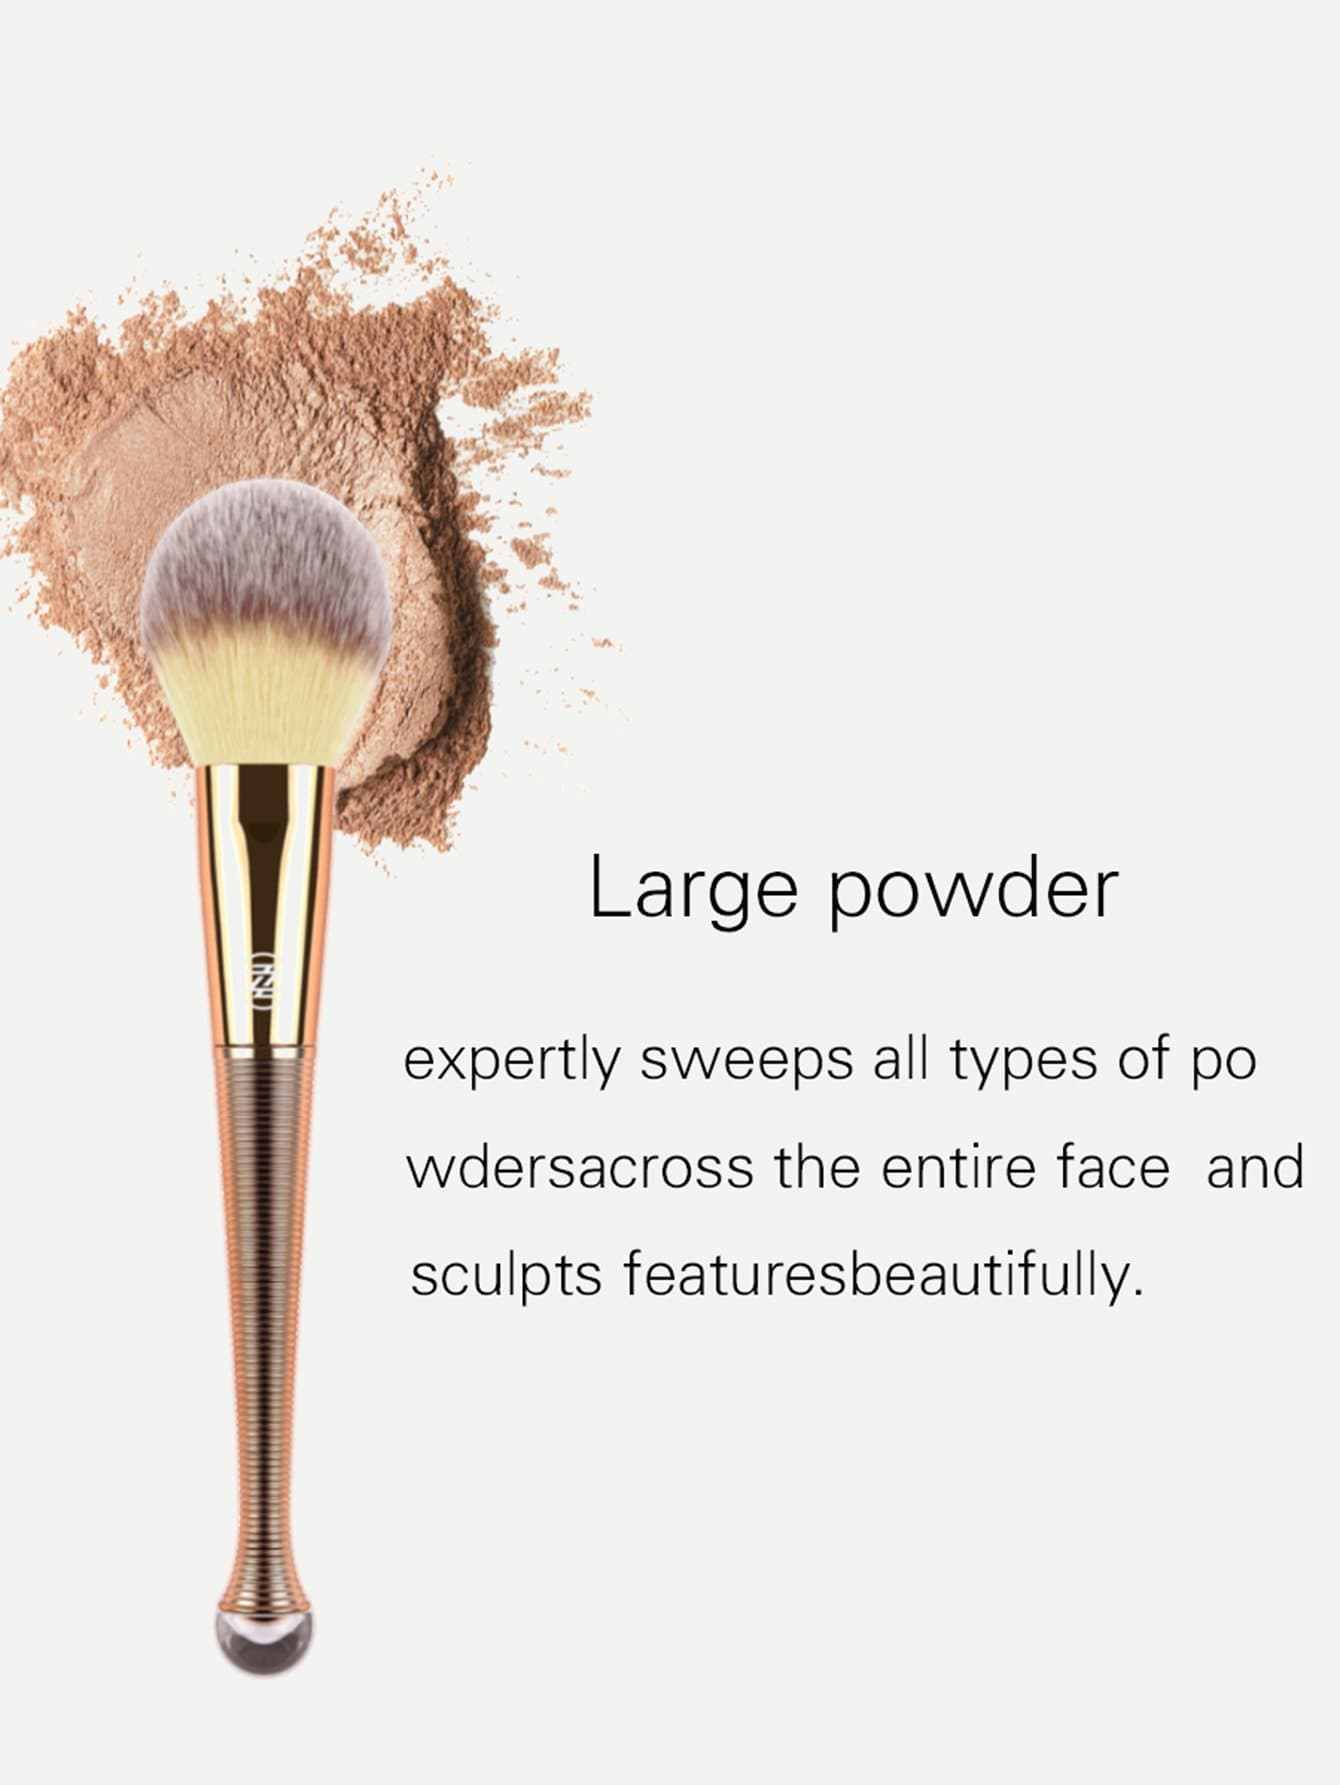 Large powder
expertly sweeps all types of po
wdersacross the entire face  and
sculpts featuresbeautifully.